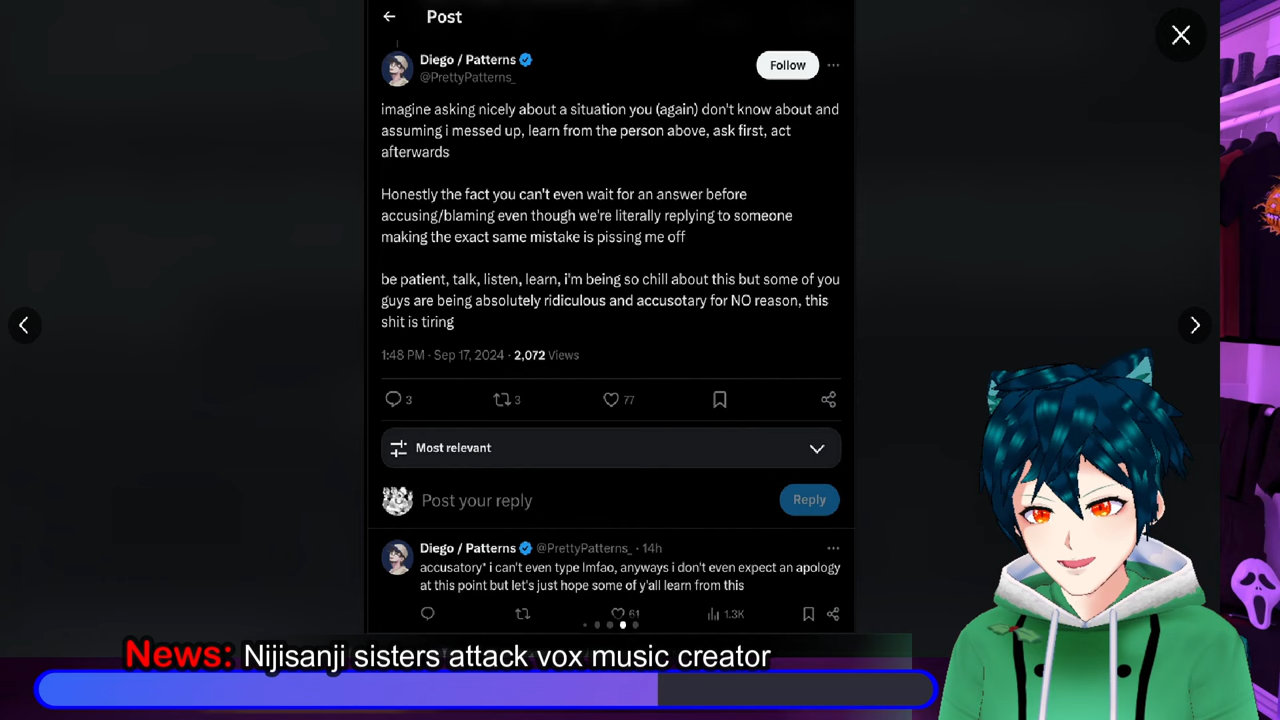 Post
Diego / Patterns
@PrettyPatterns_
Follow
imagine asking nicely about a situation you (again) don't know about and
assuming i messed up, learn from the person above, ask first, act
afterwards
Honestly the fact you can't even wait for an answer before
accusing/blaming even though we're literally replying to someone
making the exact same mistake is pissing me off
be patient, talk, listen, learn, i'm being so chill about this but some of you
guys are being absolutely ridiculous and accusotary for NO reason, this
shit is tiring
1:48 PM · Sep 17, 2024 · 2,072 Views
3 3 77
Most relevant
Post your reply
Reply
Diego / Patterns @PrettyPatterns_ · 14h
accusatory* i can't even type lmfao, anyways i don't even expect an apology
at this point but let's just hope some of y'all learn from this
61 1.3K
News: Nijisanji sisters attack vox music creator